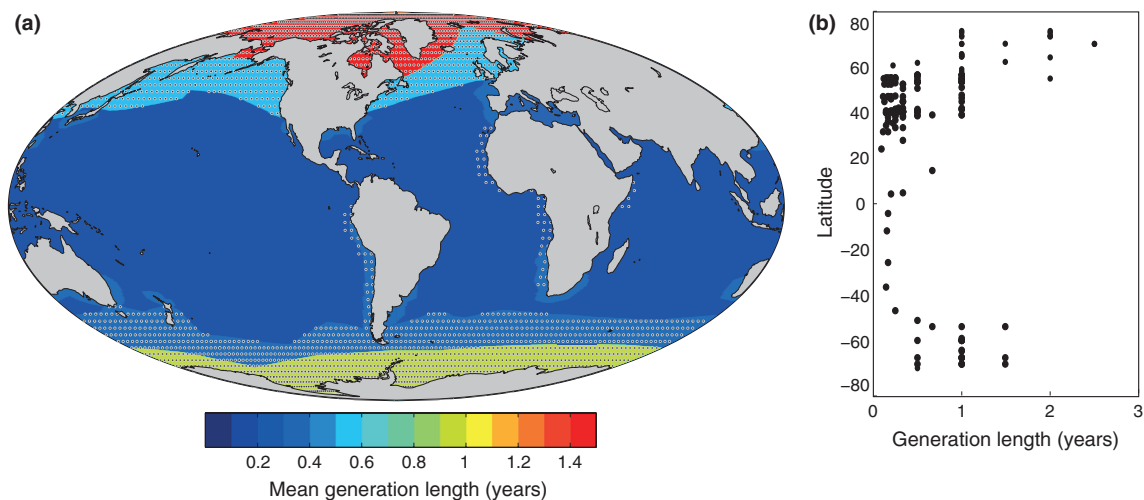 (a)
0.2 0.4 0.6 0.8 1 1.2 1.4
Mean generation length (years)
(b)
80
60
40
20
0
−20
−40
−60
−80
Latitude
0 1 2 3
Generation length (years)